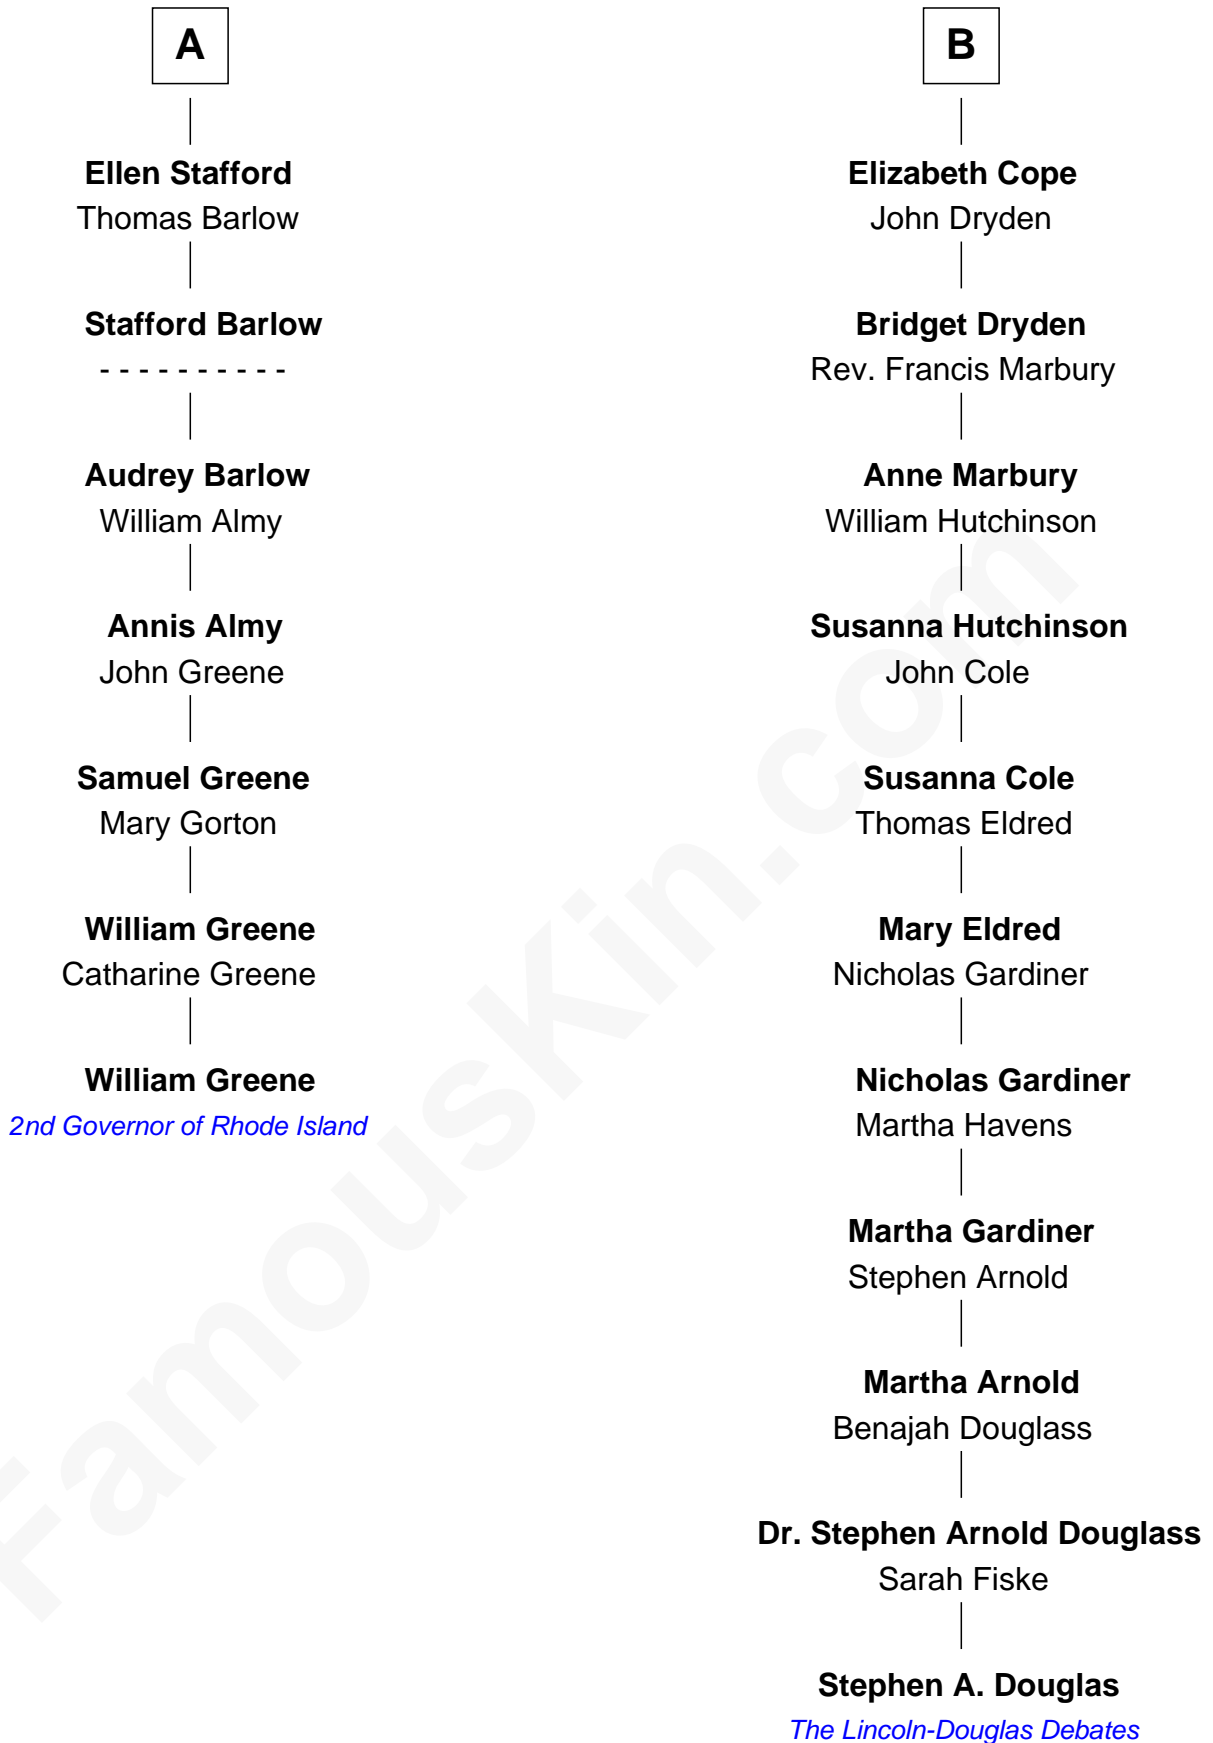 A
Ellen Stafford
Thomas Barlow
Stafford Barlow
- - - - - - - - - -
Audrey Barlow
William Almy
Annis Almy
John Greene
Samuel Greene
Mary Gorton
William Greene
Catharine Greene
William Greene
2nd Governor of Rhode Island
B
Elizabeth Cope
John Dryden
Bridget Dryden
Rev. Francis Marbury
Anne Marbury
William Hutchinson
Susanna Hutchinson
John Cole
Susanna Cole
Thomas Eldred
Mary Eldred
Nicholas Gardiner
Nicholas Gardiner
Martha Havens
Martha Gardiner
Stephen Arnold
Martha Arnold
Benajah Douglass
Dr. Stephen Arnold Douglass
Sarah Fiske
Stephen A. Douglas
The Lincoln-Douglas Debates
FamousKin.com